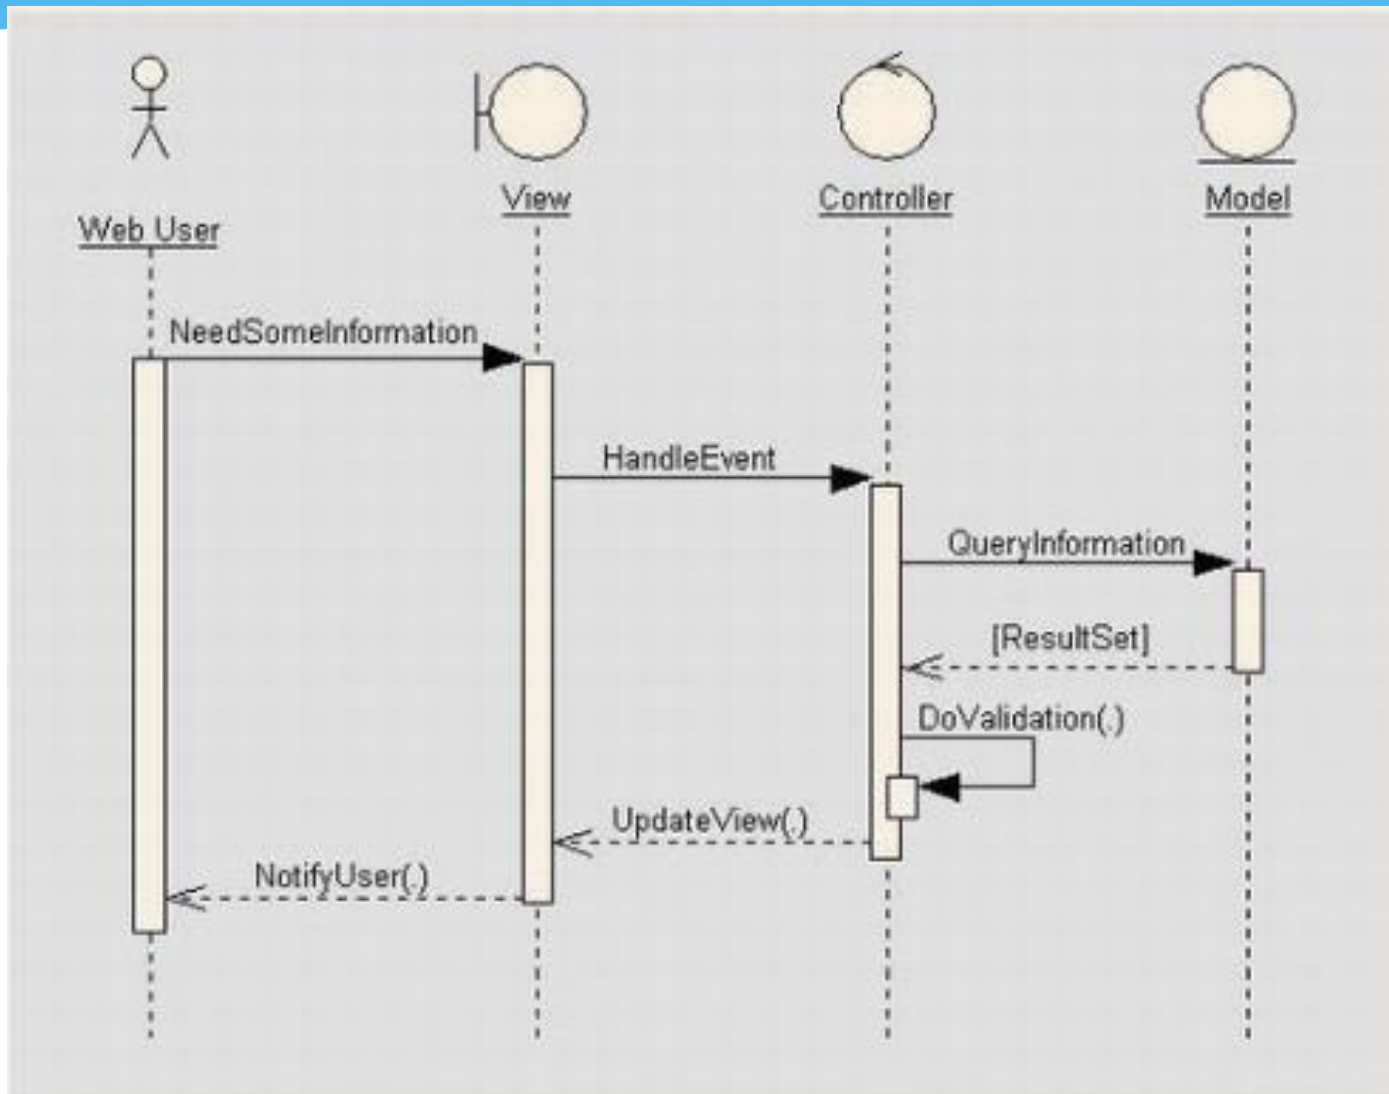 View
Controller
Model
Web User
NeedSomeInformation
HandleEvent
QueryInformation
[ResultSet]
DoValidation(.)
UpdateView(.)
NotifyUser(.)